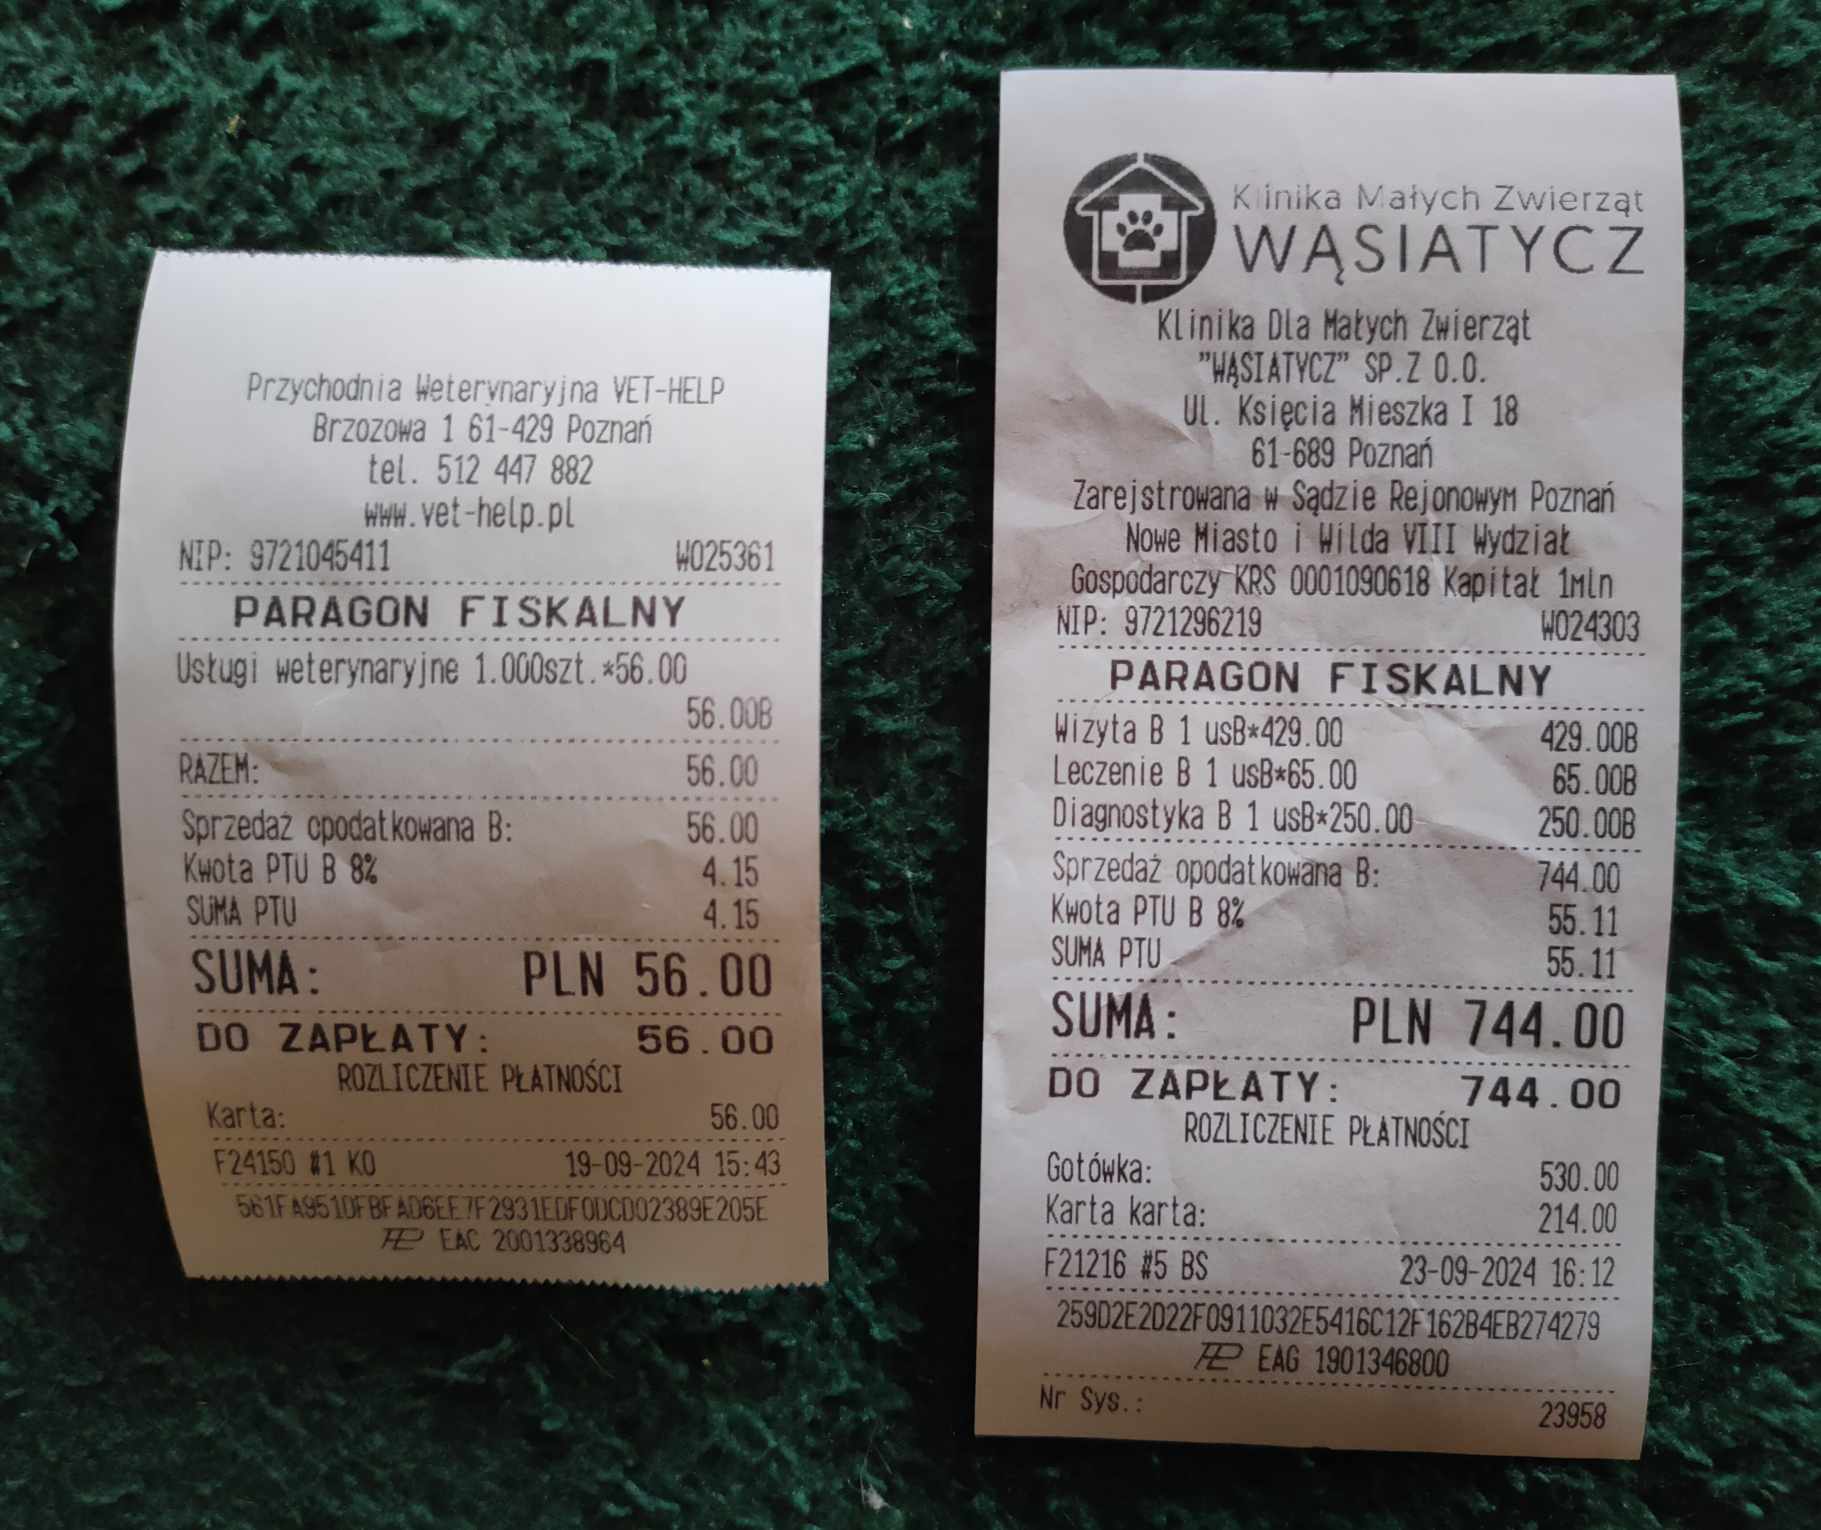 Przychodnia Weterynaryjna VET-HELP
Brzozowa 1 61-429 Poznań
tel. 512 447 882
www.vet-help.pl
NIP: 9721045411 W025361
PARAGON FISKALNY
Usługi weterynaryjne 1.000szt.*56.00
56.00B
RAZEM: 56.00
Sprzedaż opodatkowana B: 56.00
Kwota PTU B 8% 4.15
SUMA PTU 4.15
SUMA: PLN 56.00
DO ZAPŁATY: 56.00
ROZLICZENIE PŁATNOŚCI
Karta: 56.00
F24150 #1 KO 19-09-2024 15:43
561FA951DFBFAD6EE7F2931EDF0DCD02389E205E
EAC 2001338964
Klinika Małych Zwierząt
WĄSIATYCZ
Klinika Dla Małych Zwierząt
"WĄSIATYCZ" SP.Z O.O.
Ul. Księcia Mieszka I 18
61-689 Poznań
Zarejstrowana w Sądzie Rejonowym Poznań
Nowe Miasto i Wilda VIII Wydział
Gospodarczy KRS 0001090618 Kapitał 1mln
NIP: 9721296219 W024303
PARAGON FISKALNY
Wizyta B 1 usB*429.00 429.00B
Leczenie B 1 usB*65.00 65.00B
Diagnostyka B 1 usB*250.00 250.00B
Sprzedaż opodatkowana B: 744.00
Kwota PTU B 8% 55.11
SUMA PTU 55.11
SUMA: PLN 744.00
DO ZAPŁATY: 744.00
ROZLICZENIE PŁATNOŚCI
Gotówka: 530.00
Karta karta: 214.00
F21216 #5 BS 23-09-2024 16:12
259D2E2D22F0911032E5416C12F162B4EB274279
EAG 1901346800
Nr Sys.: 23958